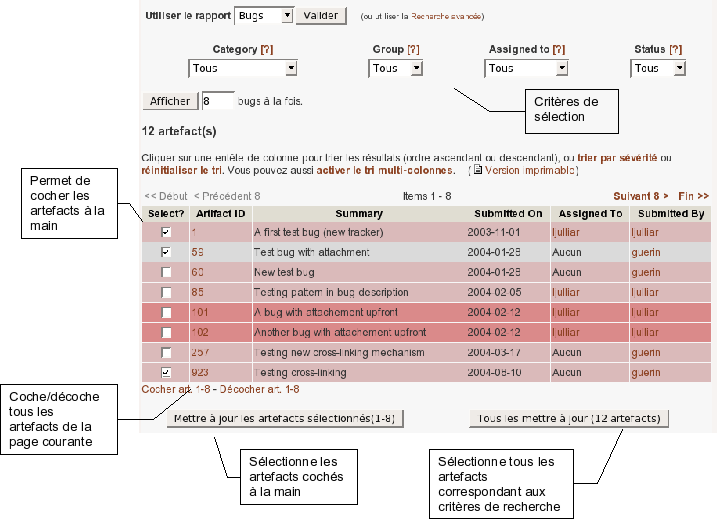 Utiliser le rapport Bugs Valider (ou utiliser la Recherche avancée)
Category [?] Group [?] Assigned to [?] Status [?]
Tous Tous Tous Tous
Afficher 8 bugs à la fois.
Critères de
sélection
12 artefact(s)
Cliquer sur une entête de colonne pour trier les résultats (ordre ascendant ou descendant), ou trier par sévérité ou
réinitialiser le tri. Vous pouvez aussi activer le tri multi-colonnes. ( Version imprimable)
Permet de
cocher les
artefacts à la
main
<< Début < Précédent 8 Items 1 - 8 Suivant 8 > Fin >>
Select? Artifact ID Summary Submitted On Assigned To Submitted By
1 A first test bug (new tracker) 2003-11-01 ljulliar ljulliar
59 Test bug with attachment 2004-01-28 Aucun guerin
60 New test bug 2004-01-28 Aucun guerin
85 Testing pattern in bug description 2004-02-05 ljulliar ljulliar
101 A bug with attachement upfront 2004-02-12 ljulliar ljulliar
102 Another bug with attachement upfront 2004-02-12 ljulliar ljulliar
257 Testing new cross-linking mechanism 2004-03-17 Aucun guerin
923 Testing cross-linking 2004-08-10 Aucun guerin
Cocher art. 1-8 - Décocher art. 1-8
Coche/décoche
tous les
artefacts de la
page courante
Mettre à jour les artefacts sélectionnés(1-8) Tous les mettre à jour (12 artefacts)
Sélectionne les
artefacts cochés
à la main
Sélectionne tous les
artefacts
correspondant aux
critères de recherche